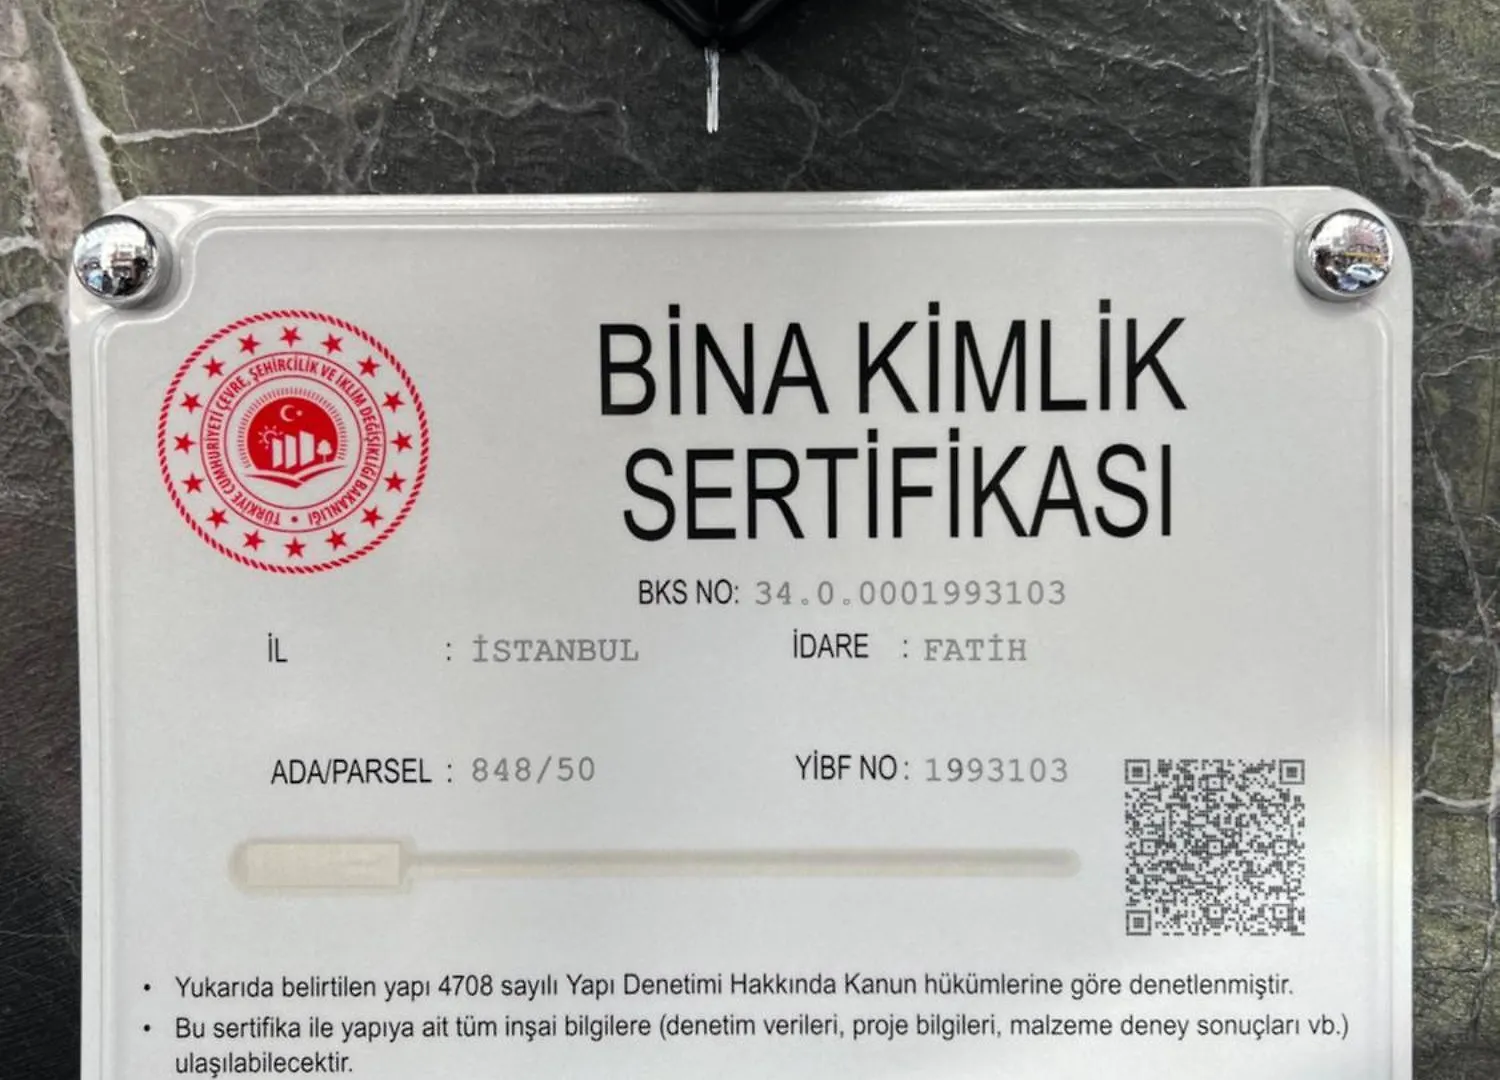 BİNA KİMLİK
SERTİFİKASI
TÜRKİYE CUMHURİYETİ ÇEVRE, ŞEHİRCİLİK VE İKLİM DEĞİŞİKLİĞİ BAKANLIĞI
BKS NO: 34.0.0001993103
İL : İSTANBUL İDARE : FATİH
ADA/PARSEL : 848/50 YİBF NO: 1993103
• Yukarıda belirtilen yapı 4708 sayılı Yapı Denetimi Hakkında Kanun hükümlerine göre denetlenmiştir.
• Bu sertifika ile yapıya ait tüm inşai bilgilere (denetim verileri, proje bilgileri, malzeme deney sonuçları vb.)
ulaşılabilecektir.